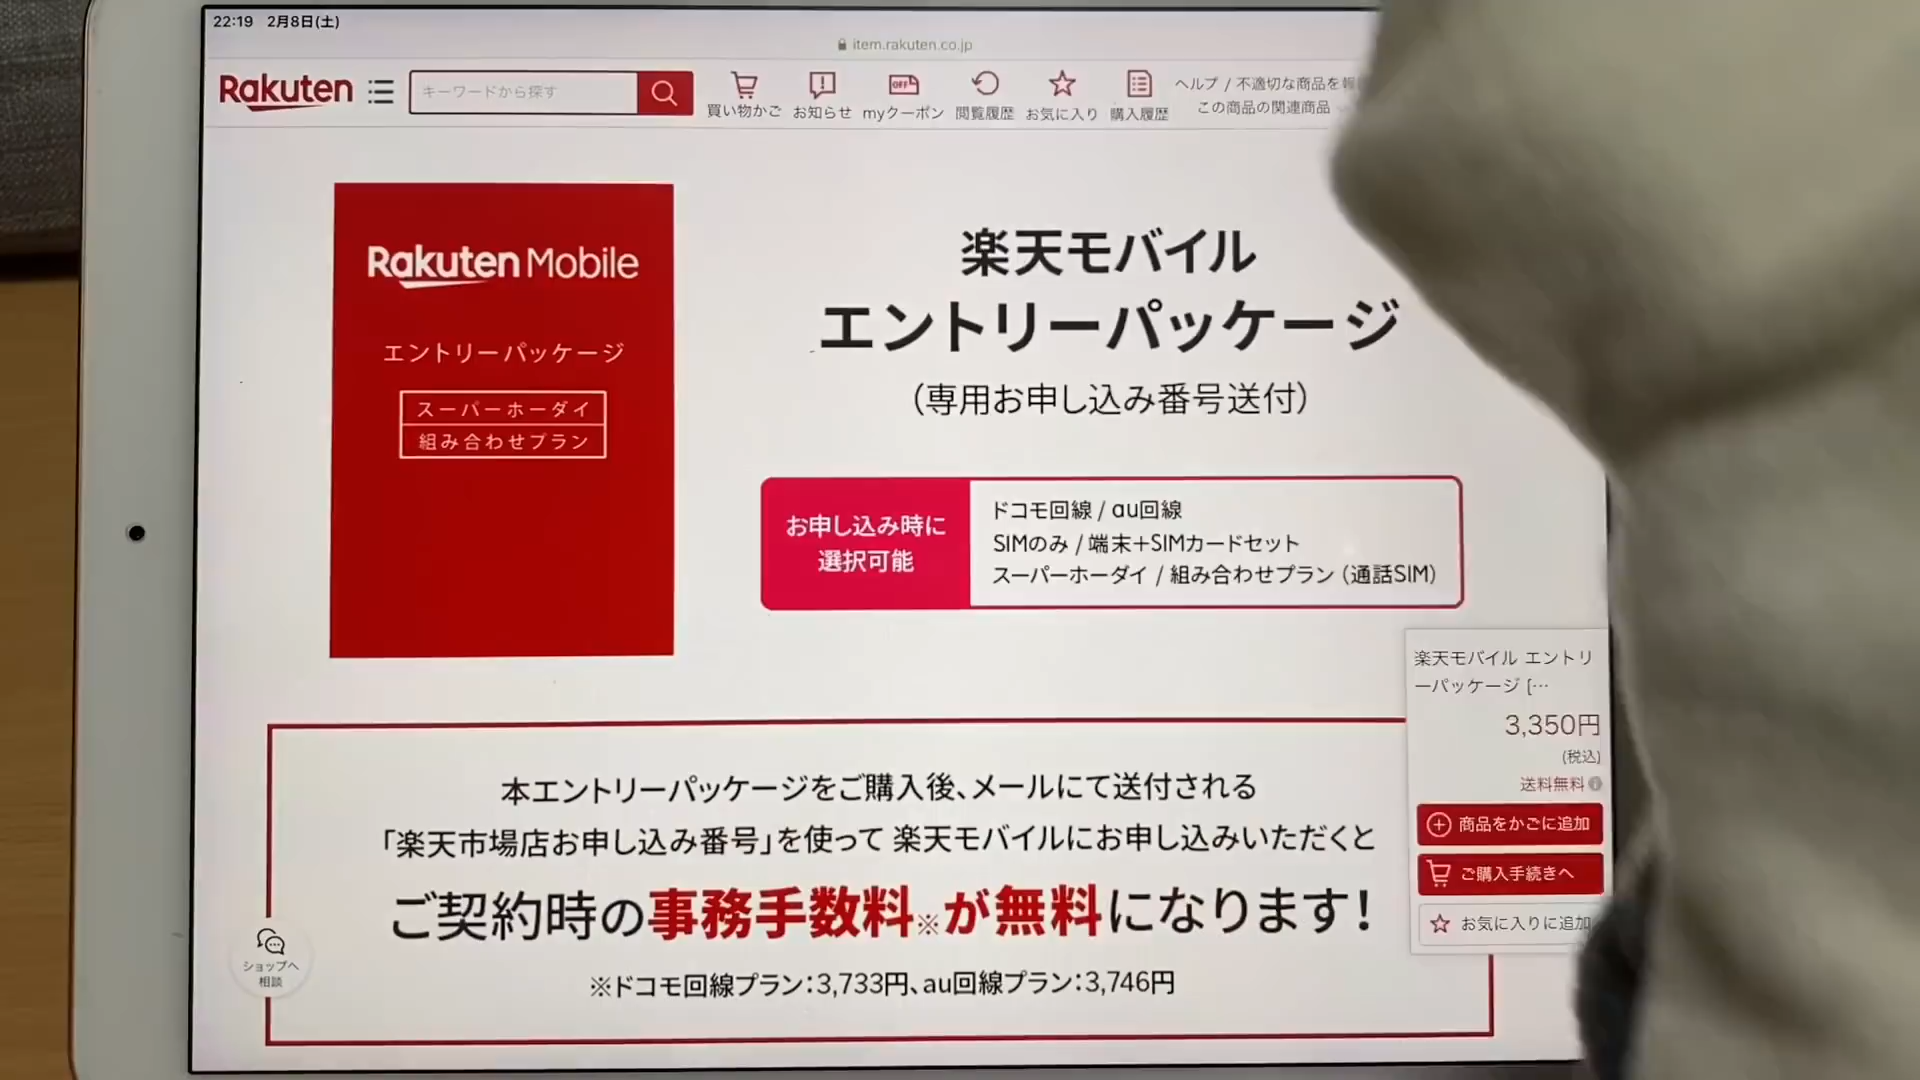 22:19 2月8日(土)
item.rakuten.co.jp
Rakuten
キーワードから探す
買い物かご
お知らせ
OFF
myクーポン
閲覧履歴
お気に入り
購入履歴
ヘルプ / 不適切な商品を報
この商品の関連商品
Rakuten Mobile
エントリーパッケージ
スーパーホーダイ
組み合わせプラン
楽天モバイル
エントリーパッケージ
(専用お申し込み番号送付)
お申し込み時に
選択可能
ドコモ回線 / au回線
SIMのみ / 端末+SIMカードセット
スーパーホーダイ / 組み合わせプラン (通話SIM)
楽天モバイル エントリ
ーパッケージ […
3,350円
(税込)
送料無料
商品をかごに追加
ご購入手続きへ
お気に入りに追加
本エントリーパッケージをご購入後、メールにて送付される
「楽天市場店お申し込み番号」を使って 楽天モバイルにお申し込みいただくと
ご契約時の事務手数料※が無料になります!
※ドコモ回線プラン:3,733円、au回線プラン:3,746円
ショップへ
相談